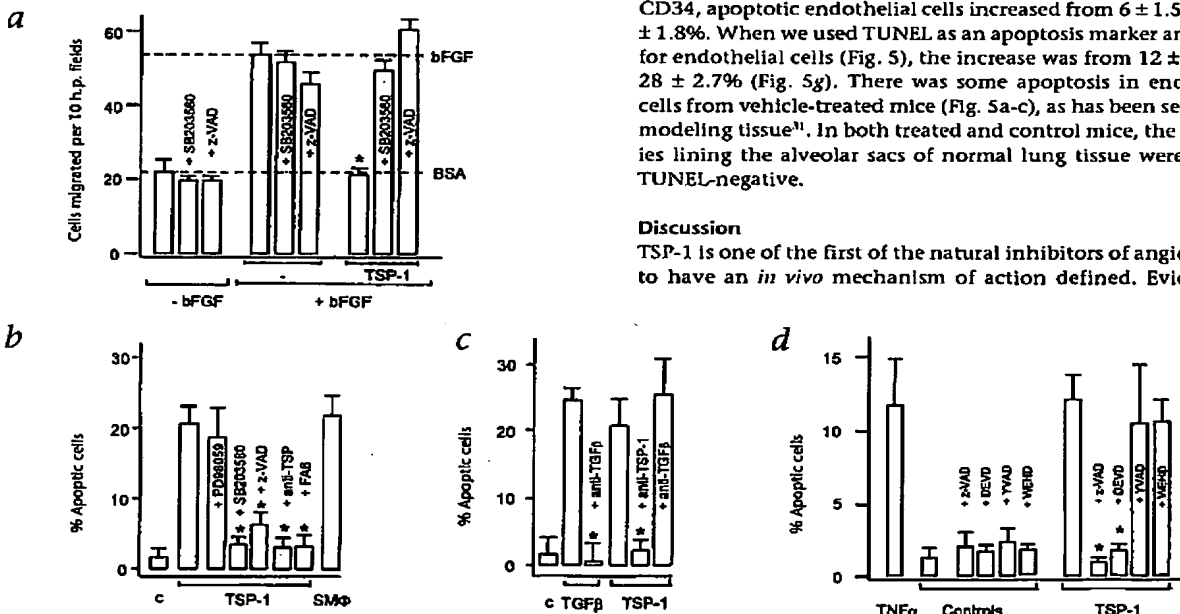 a
Cells migrated per 10 h.p. fields
60
40
20
0
bFGF
BSA
+ SB203580
+ z-VAD
+ SB203580
+ z-VAD
*
+ SB203580
+ z-VAD
-
TSP-1
- bFGF
+ bFGF
CD34, apoptotic endothelial cells increased from 6 ± 1.5
± 1.8%. When we used TUNEL as an apoptosis marker an
for endothelial cells (Fig. 5), the increase was from 12 ±
28 ± 2.7% (Fig. 5g). There was some apoptosis in end
cells from vehicle-treated mice (Fig. 5a-c), as has been se
modeling tissue³¹. In both treated and control mice, the
ies lining the alveolar sacs of normal lung tissue were
TUNEL-negative.
Discussion
TSP-1 is one of the first of the natural inhibitors of angio
to have an in vivo mechanism of action defined. Evid
b
% Apoptic cells
30
20
10
0
+ PD98059
+ SB203580
*
+ z-VAD
*
+ anti-TSP
*
+ FAB
*
c
TSP-1
SMΦ
c
% Apoptic cells
30
20
10
0
+ anti-TGFβ
*
+ anti-TSP-1
*
+ anti-TGFβ
c
TGFβ
TSP-1
d
% Apoptic cells
15
10
5
0
+ z-VAD
+ DEVD
+ YVAD
+ WEHD
+ z-VAD
*
+ DEVD
*
+ YVAD
+ WEHD
TNFα
Controls
TSP-1